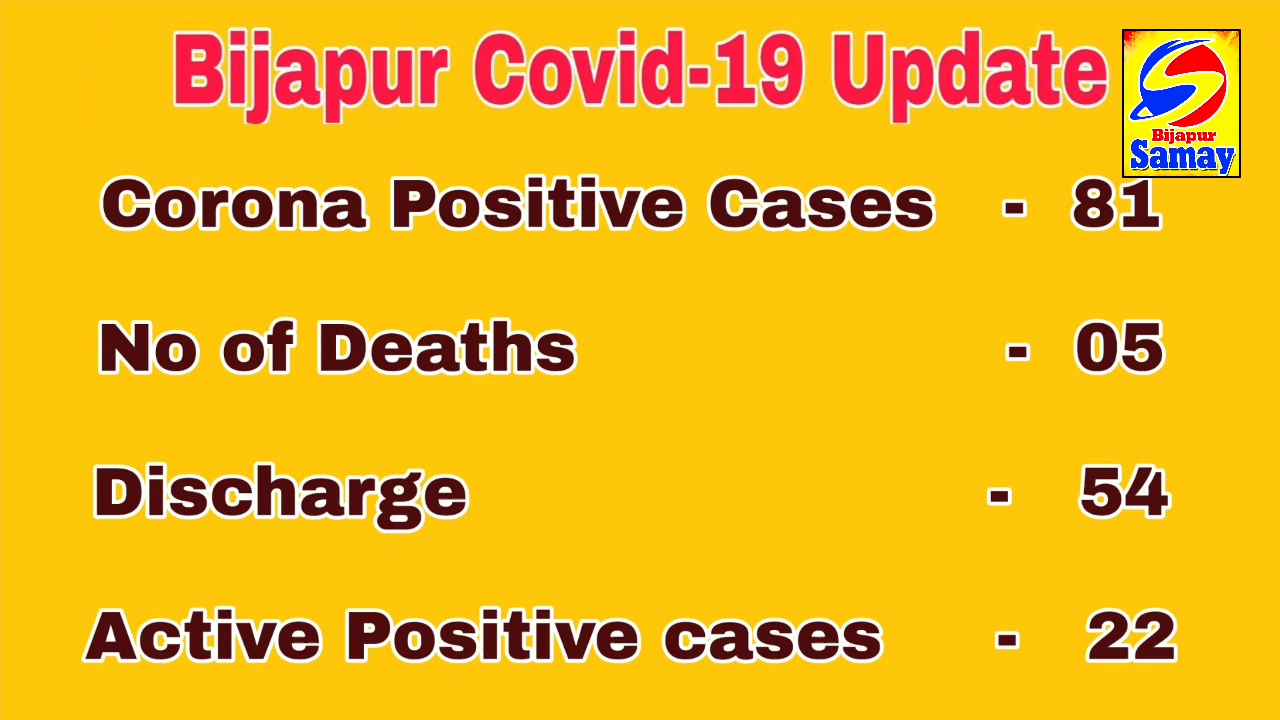 Bijapur Covid-19 Update
Bijapur
Samay
Corona Positive Cases - 81
No of Deaths - 05
Discharge - 54
Active Positive cases - 22